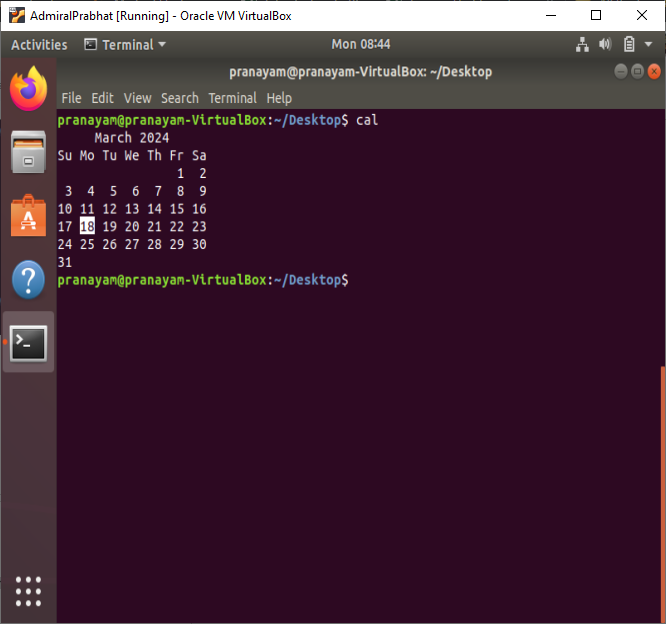 AdmiralPrabhat [Running] - Oracle VM VirtualBox
Activities Terminal Mon 08:44
pranayam@pranayam-VirtualBox: ~/Desktop
File Edit View Search Terminal Help
pranayam@pranayam-VirtualBox:~/Desktop$ cal
     March 2024
Su Mo Tu We Th Fr Sa
                1  2
 3  4  5  6  7  8  9
10 11 12 13 14 15 16
17 18 19 20 21 22 23
24 25 26 27 28 29 30
31
pranayam@pranayam-VirtualBox:~/Desktop$